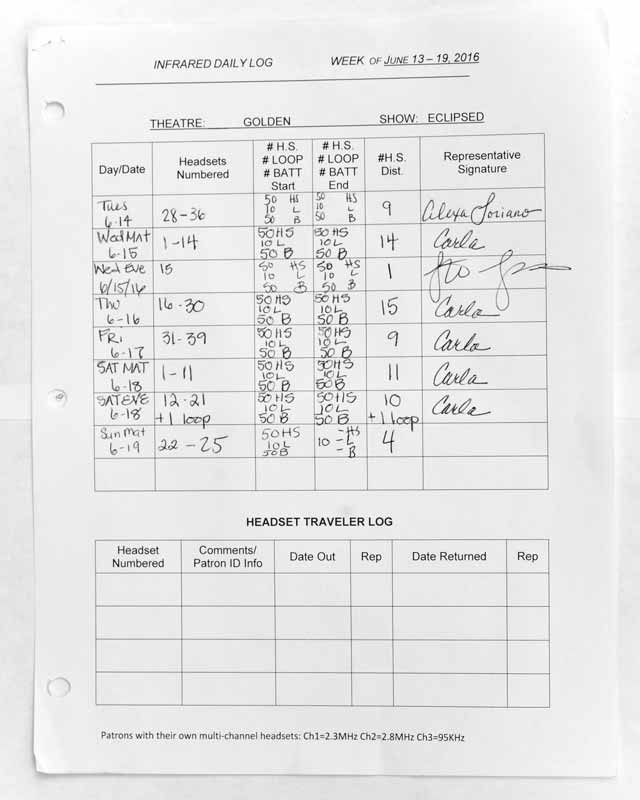 INFRARED DAILY LOG WEEK OF JUNE 13 – 19, 2016
THEATRE: GOLDEN SHOW: ECLIPSED
Day/Date Headsets Numbered # H.S. # LOOP # BATT Start # H.S. # LOOP # BATT End #H.S. Dist. Representative Signature
Tues 6-14 28-36 50 HS 10 L 50 B 50 HS 10 L 50 B 9 Alexa Soriano
Wed MAT 6-15 1-14 50 HS 10 L 50 B 50 HS 10 L 50 B 14 Carla
Wed Eve 6/15/16 15 50 HS 10 L 50 B 50 HS 10 L 50 B 1
Thu 6-16 16-30 50 HS 10 L 50 B 50 HS 10 L 50 B 15 Carla
FRI 6-17 31-39 50 HS 10 L 50 B 50 HS 10 L 50 B 9 Carla
SAT MAT 6-18 1-11 50 HS 10 L 50 B 50 HS 10 L 50 B 11 Carla
SAT EVE 6-18 12-21 +1 loop 50 HS 10 L 50 B 50 HS 10 L 50 B 10 +1 loop Carla
Sun Mat 6-19 22-25 50 HS 10 L 50 B - HS 10 - L - B 4
HEADSET TRAVELER LOG
Headset Numbered Comments/ Patron ID Info Date Out Rep Date Returned Rep
Patrons with their own multi-channel headsets: Ch1=2.3MHz Ch2=2.8MHz Ch3=95KHz